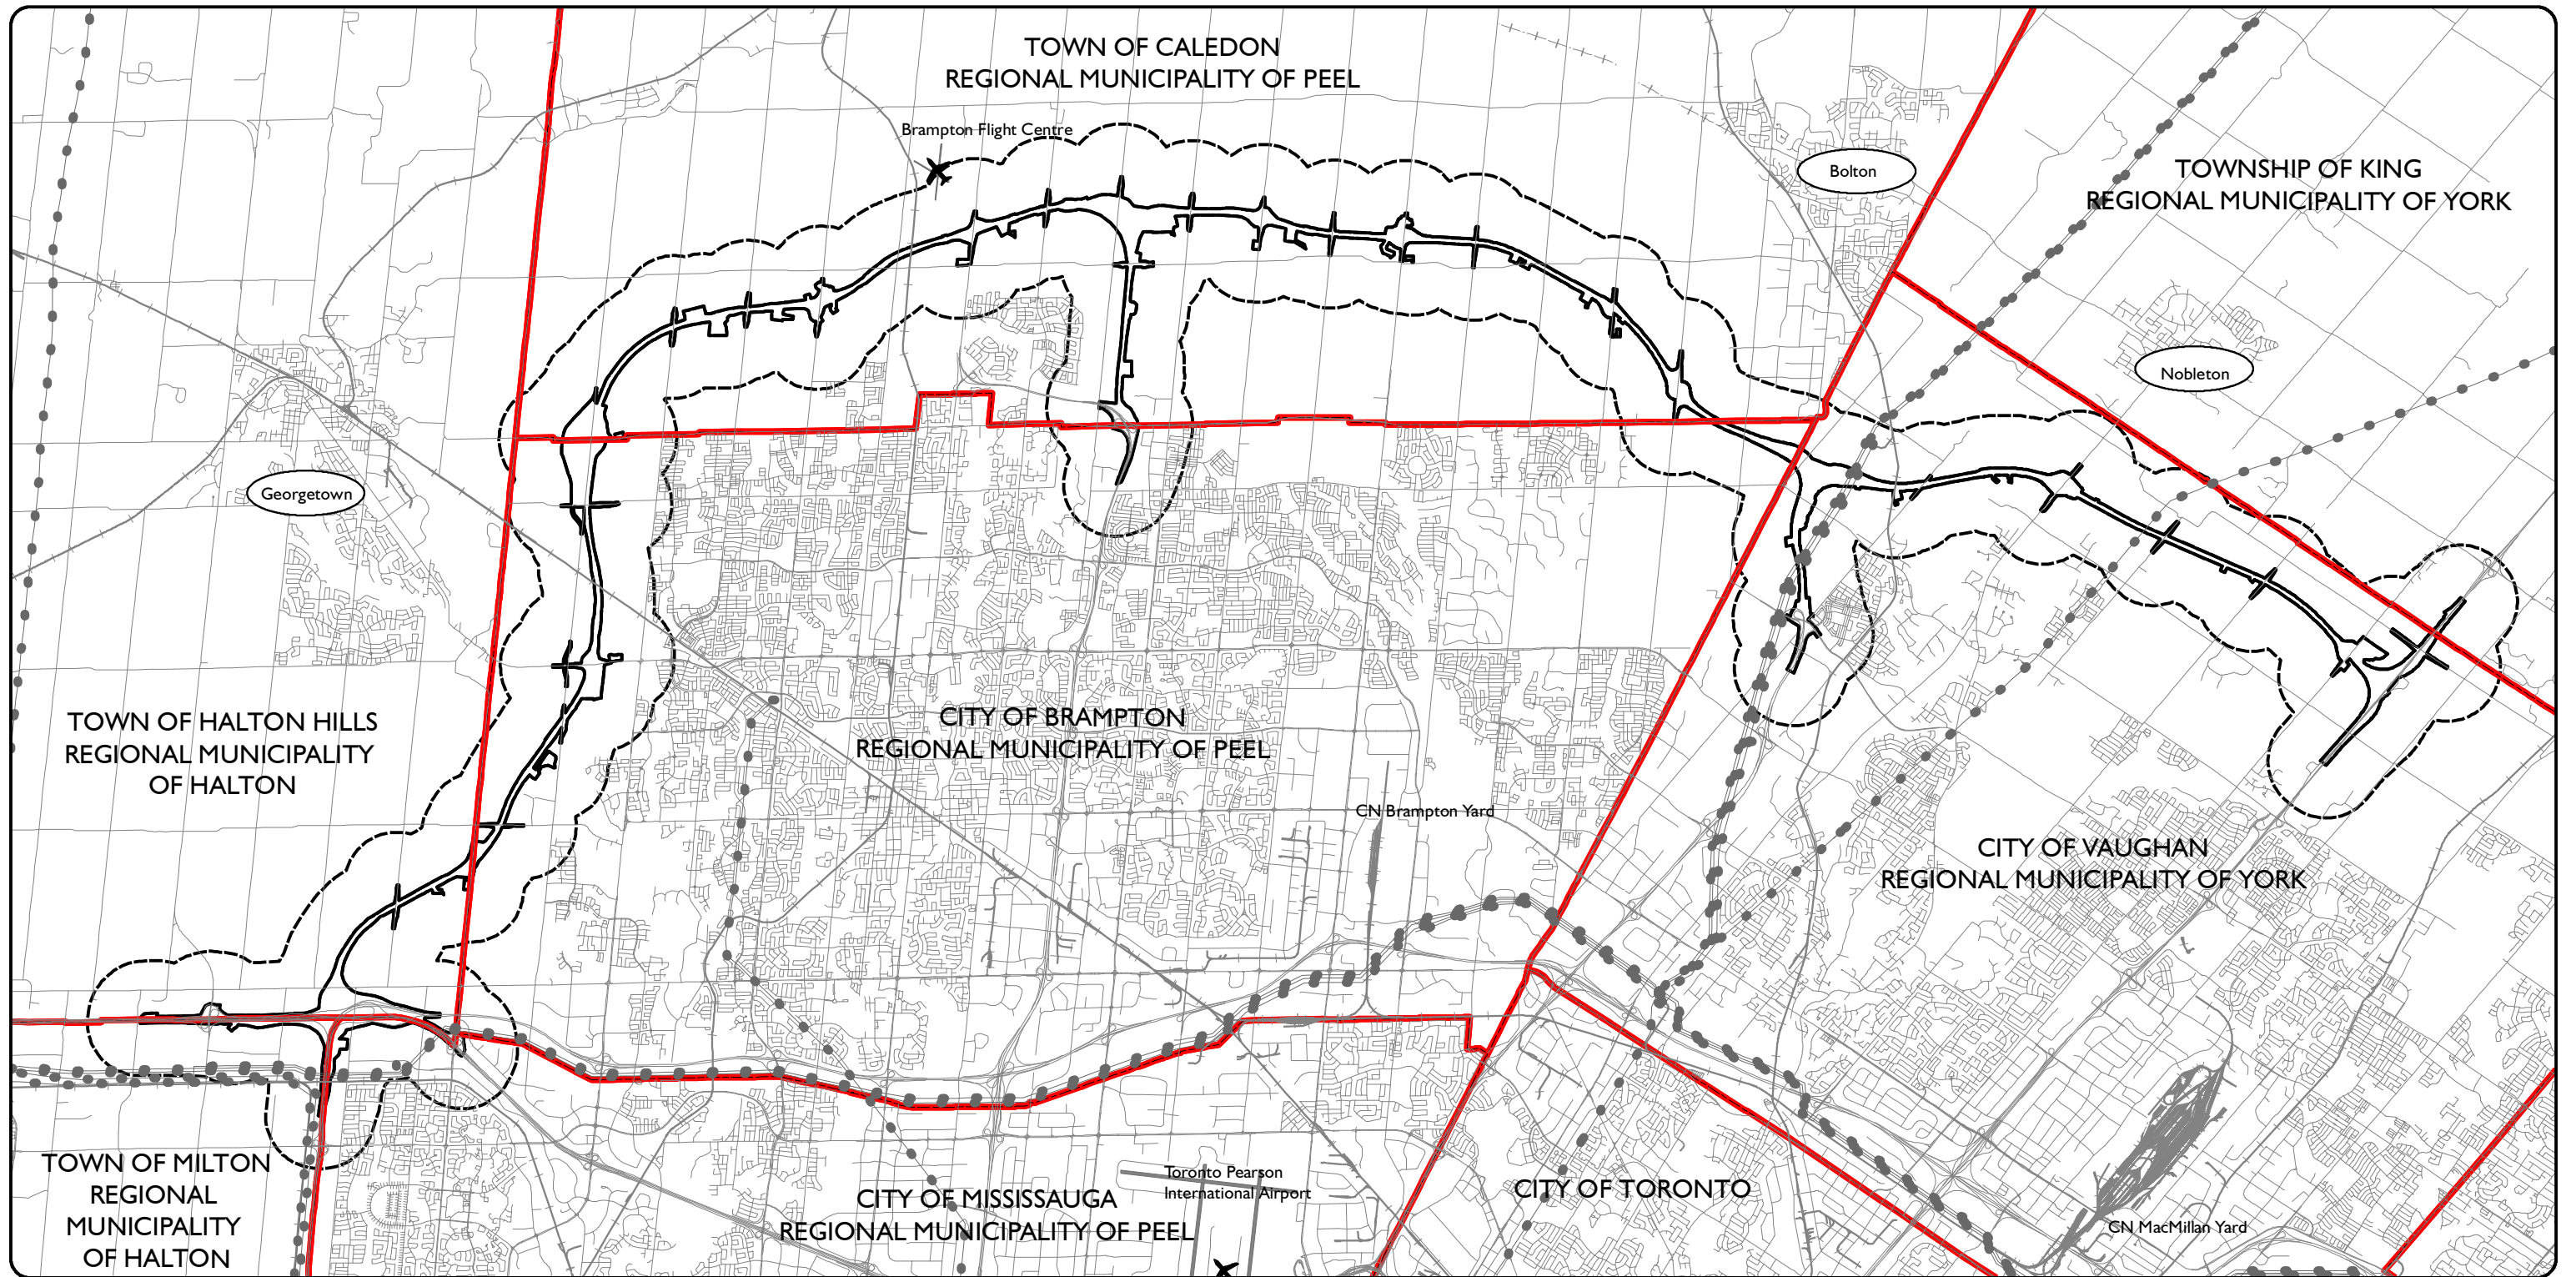 TOWN OF CALEDON
REGIONAL MUNICIPALITY OF PEEL
Brampton Flight Centre
Bolton
TOWNSHIP OF KING
REGIONAL MUNICIPALITY OF YORK
Nobleton
Georgetown
TOWN OF HALTON HILLS
REGIONAL MUNICIPALITY
OF HALTON
CITY OF BRAMPTON
REGIONAL MUNICIPALITY OF PEEL
CN Brampton Yard
CITY OF VAUGHAN
REGIONAL MUNICIPALITY OF YORK
TOWN OF MILTON
REGIONAL
MUNICIPALITY
OF HALTON
CITY OF MISSISSAUGA
REGIONAL MUNICIPALITY OF PEEL
Toronto Pearson
International Airport
CITY OF TORONTO
CN MacMillan Yard